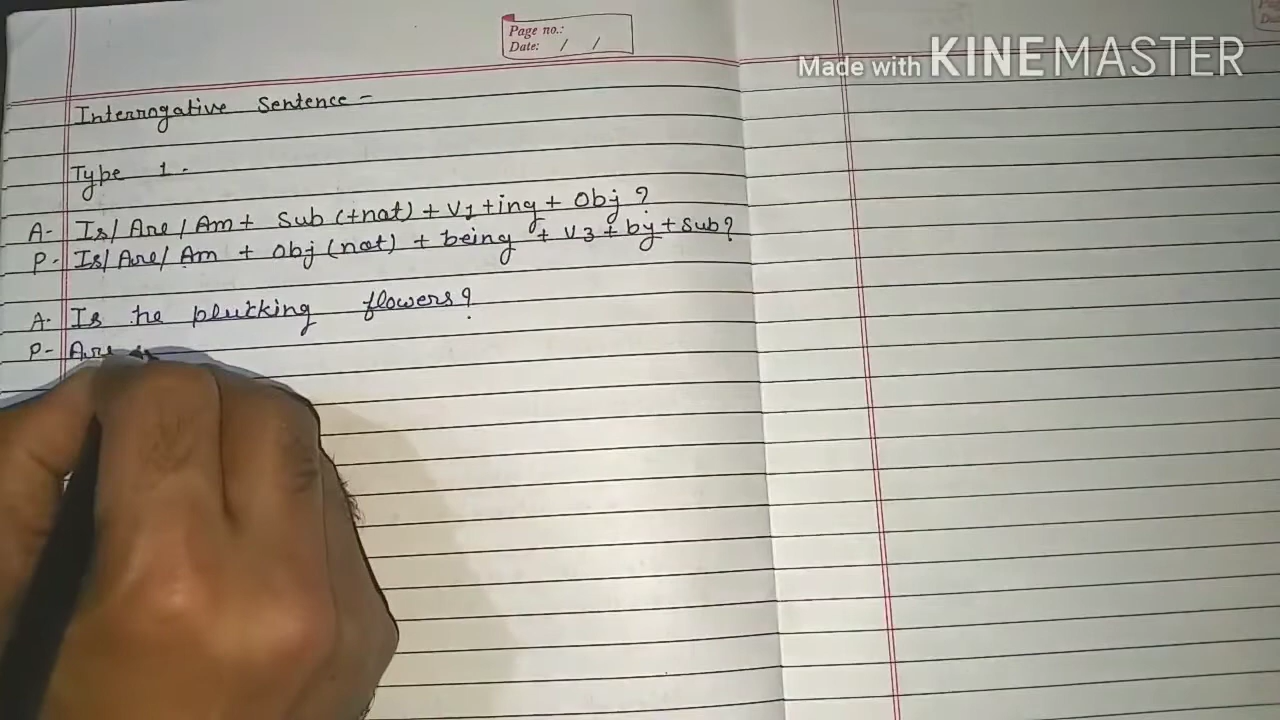 Page no.:
Date: / /
Made with KINEMASTER
Interrogative Sentence -
Type 1.
A- Is/Are/Am + Sub (+not) + V1 + ing + Obj ?
P- Is/Are/Am + Obj (not) + being + V3 + by + Sub?
A- Is he plucking flowers?
P- Are